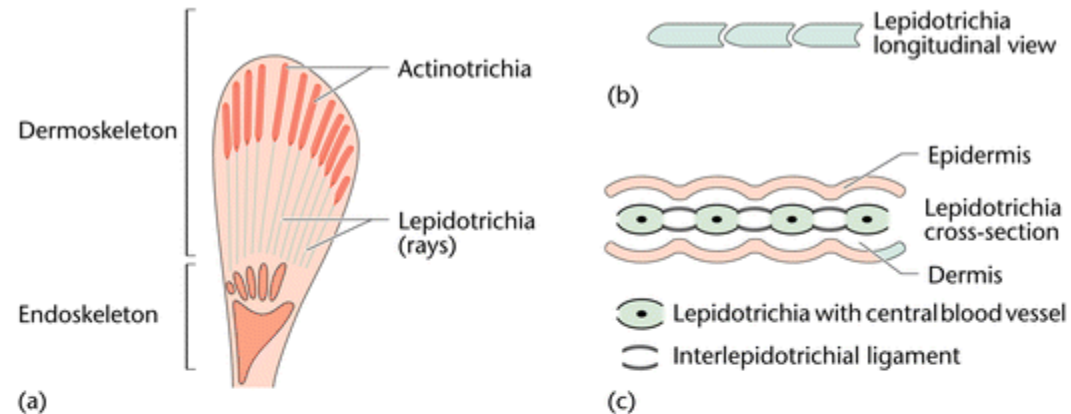 Dermoskeleton
Actinotrichia
Lepidotrichia
(rays)
Endoskeleton
(a)
Lepidotrichia
longitudinal view
(b)
Epidermis
Lepidotrichia
cross-section
Dermis
Lepidotrichia with central blood vessel
Interlepidotrichial ligament
(c)